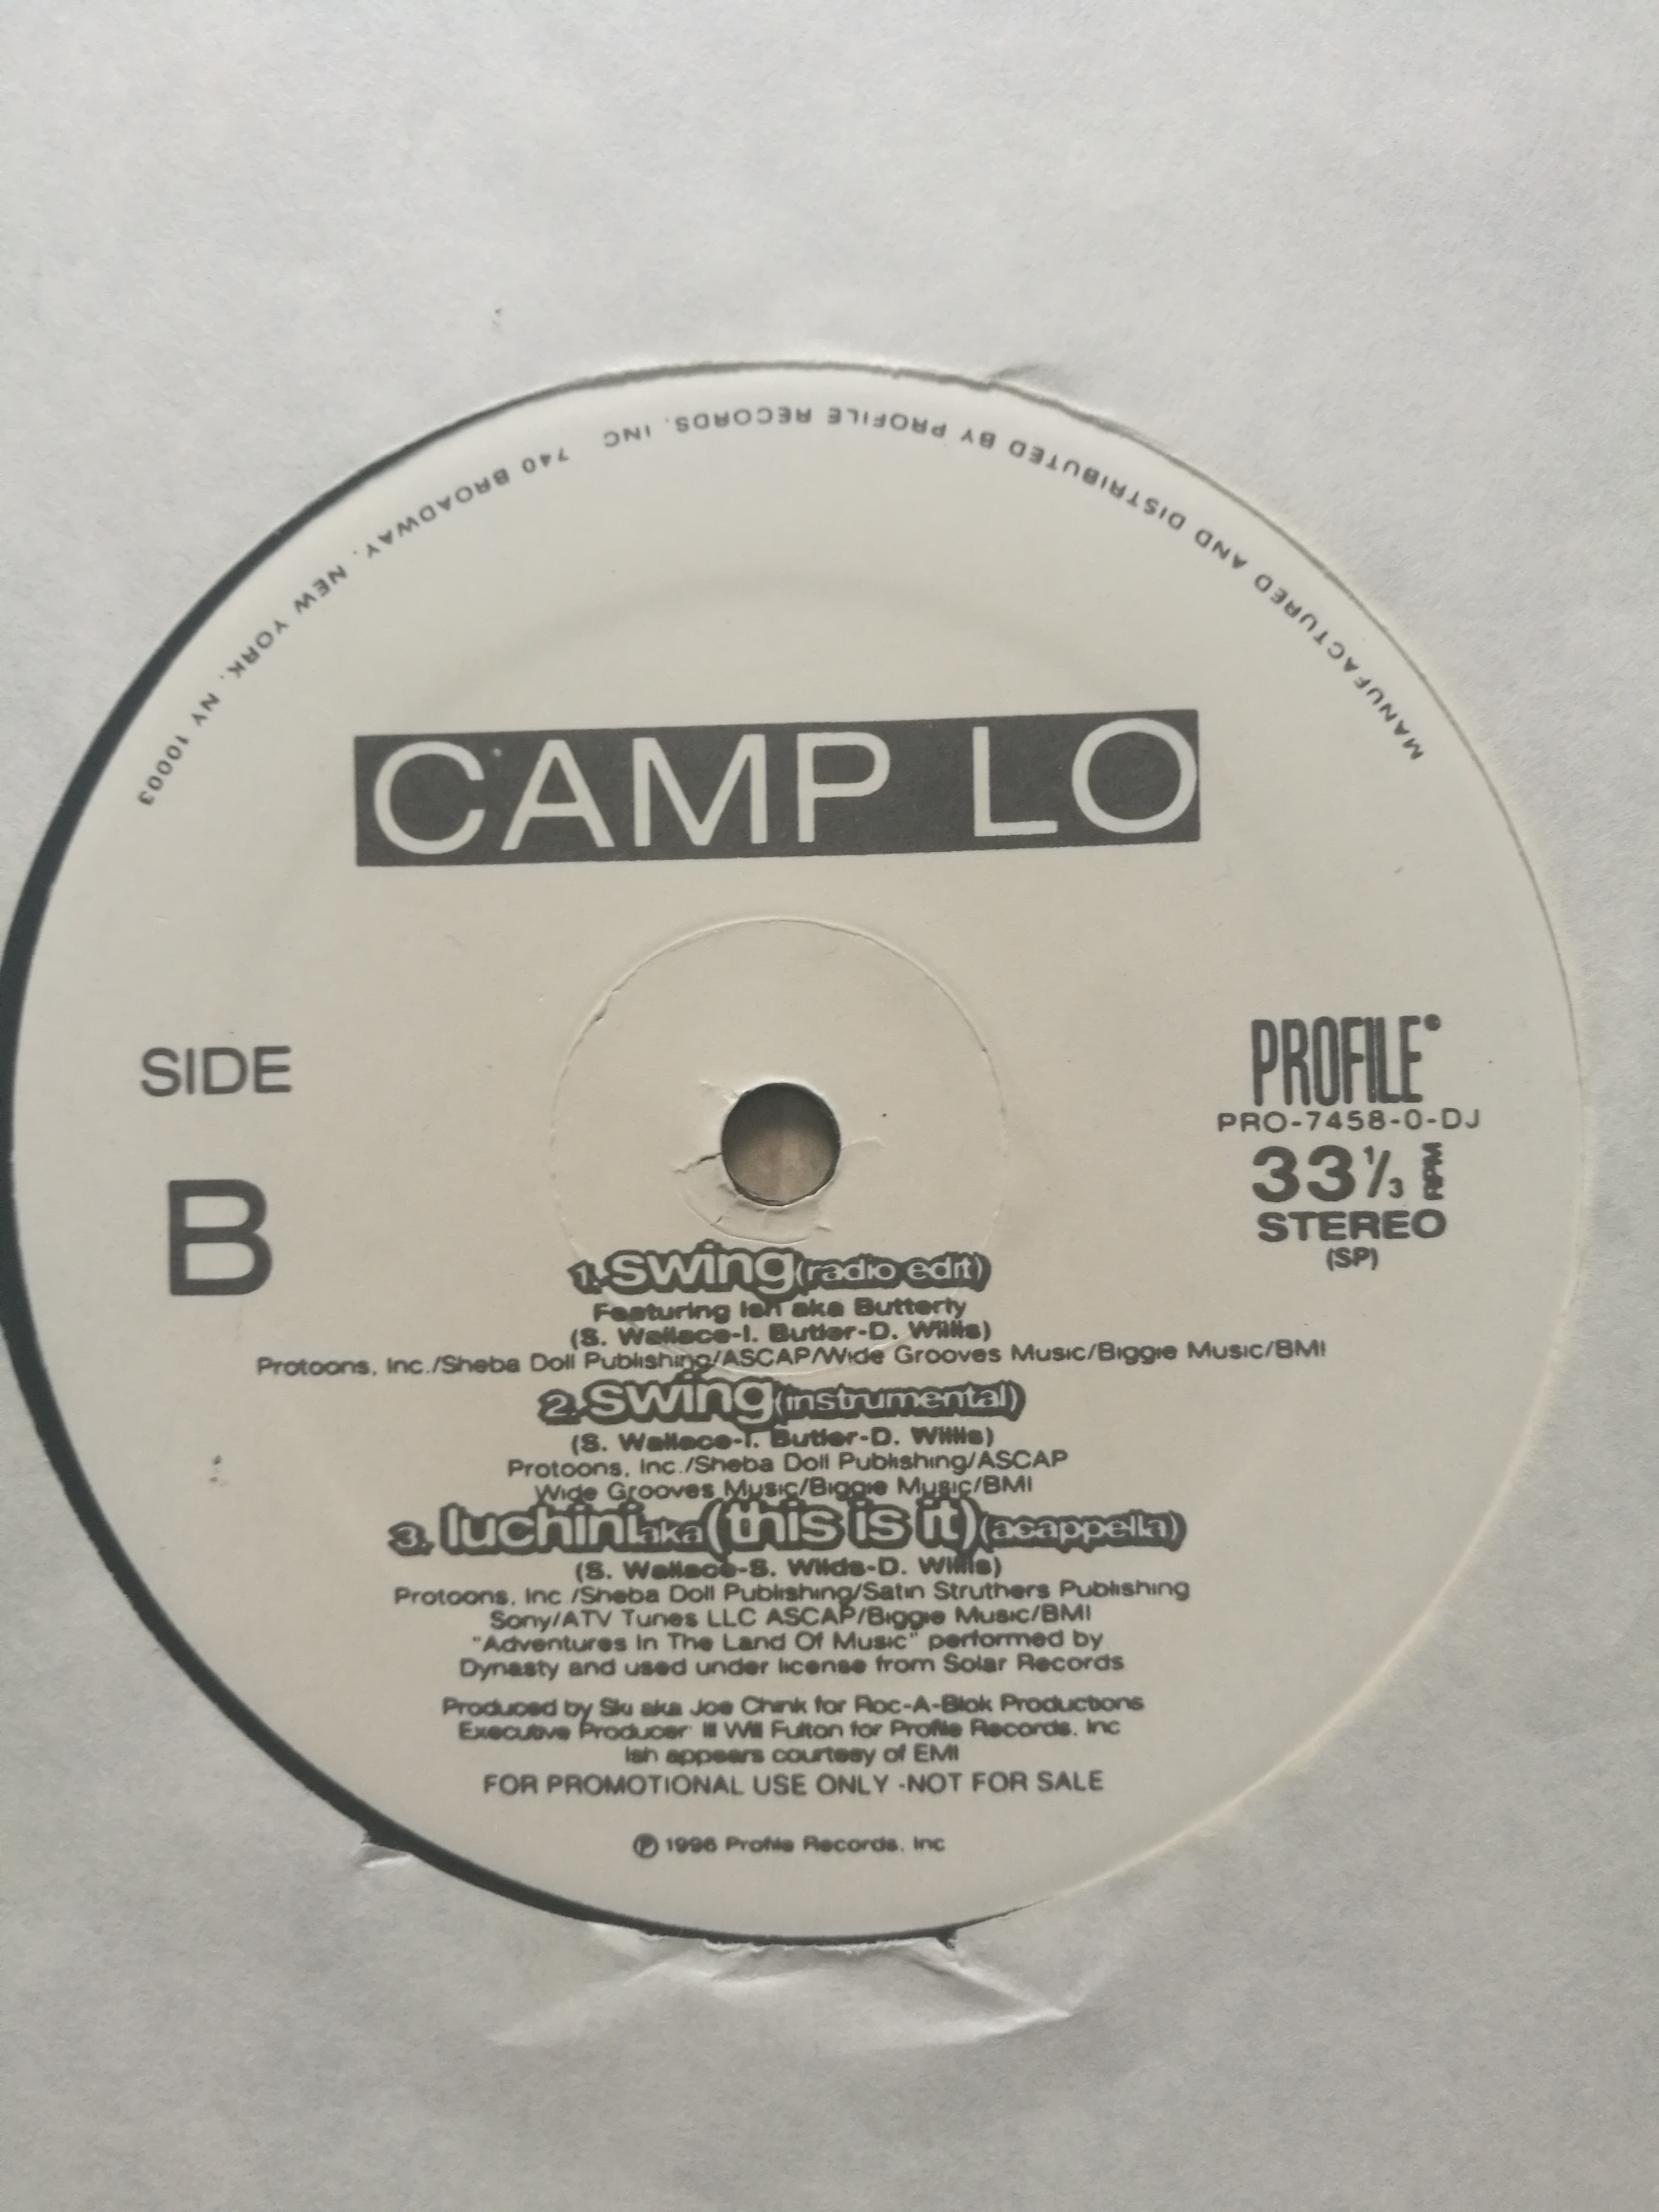 MANUFACTURED AND DISTRIBUTED BY PROFILE RECORDS, INC 740 BROADWAY, NEW YORK, NY 10003
CAMP LO
SIDE
B
PROFILE
PRO-7458-0-DJ
33 1/3 RPM
STEREO
(SP)
1. swing (radio edit)
Featuring Ish aka Butterfly
(S. Wallace-I. Butler-D. Willis)
Protoons, Inc./Sheba Doll Publishing/ASCAP/Wide Grooves Music/Biggie Music/BMI
2. swing (instrumental)
(S. Wallace-I. Butler-D. Willis)
Protoons, Inc./Sheba Doll Publishing/ASCAP
Wide Grooves Music/Biggie Music/BMI
3. luchini aka (this is it) (acappella)
(S. Wallace-S. Wilds-D. Willis)
Protoons, Inc./Sheba Doll Publishing/Satin Struthers Publishing
Sony/ATV Tunes LLC ASCAP/Biggie Music/BMI
"Adventures In The Land Of Music" performed by
Dynasty and used under license from Solar Records
Produced by Ski aka Joe Chink for Roc-A-Blok Productions
Executive Producer: Ill Will Fulton for Profile Records, Inc
Ish appears courtesy of EMI
FOR PROMOTIONAL USE ONLY -NOT FOR SALE
℗ 1996 Profile Records, Inc